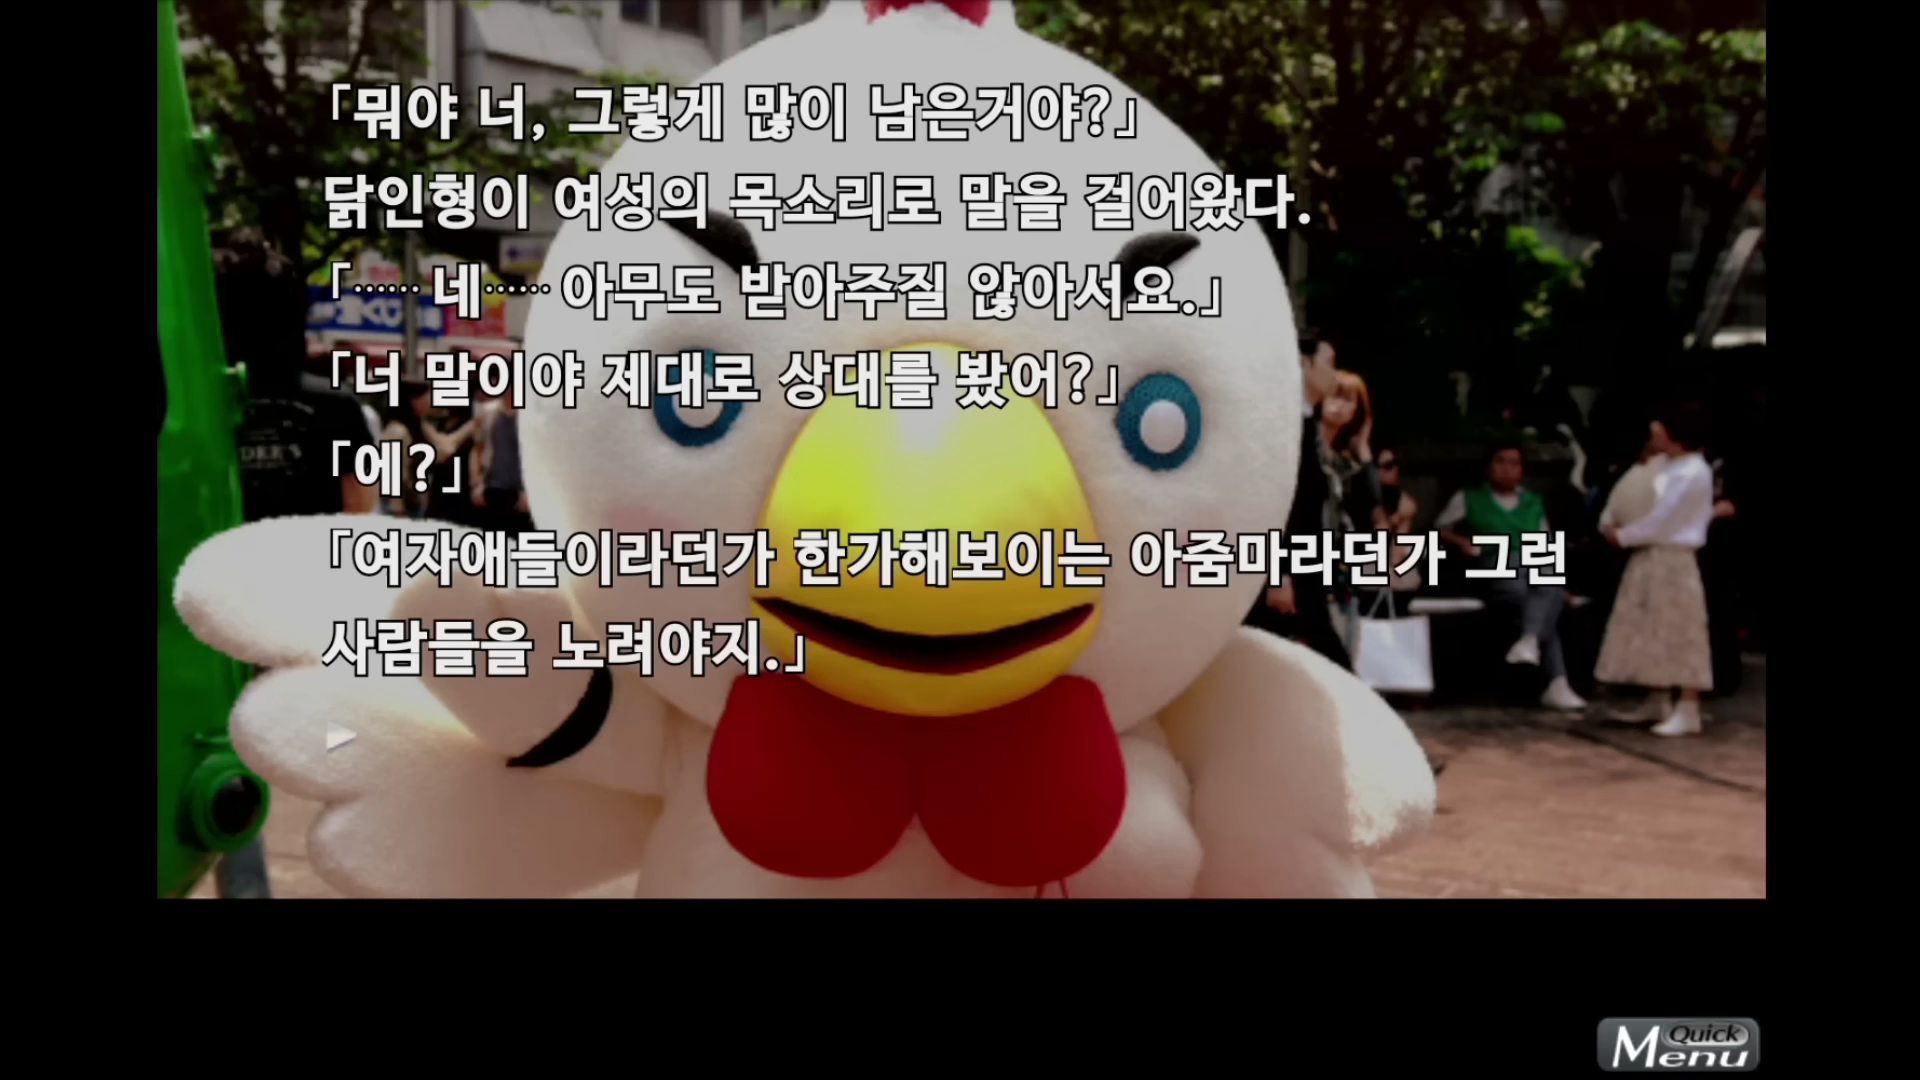 「뭐야 너, 그렇게 많이 남은거야?」
닭인형이 여성의 목소리로 말을 걸어왔다.
「…… 네…… 아무도 받아주질 않아서요.」
「너 말이야 제대로 상대를 봤어?」
「에?」
「여자애들이라던가 한가해보이는 아줌마라던가 그런
사람들을 노려야지.」
Quick
Menu